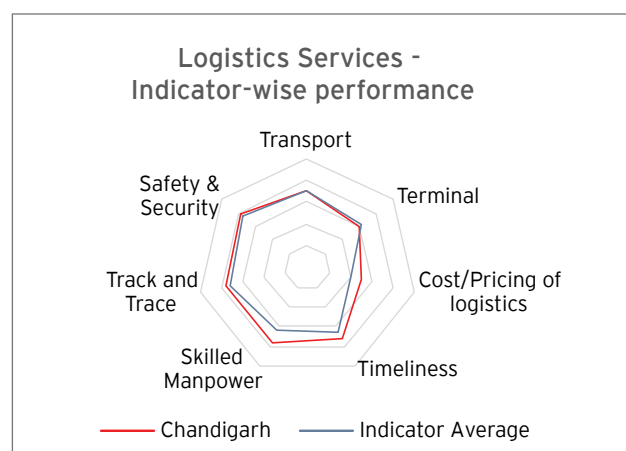 Logistics Services -
Indicator-wise performance
Transport
Safety &
Security
Terminal
Track and
Trace
Cost/Pricing of
logistics
Skilled
Manpower
Timeliness
Chandigarh
Indicator Average